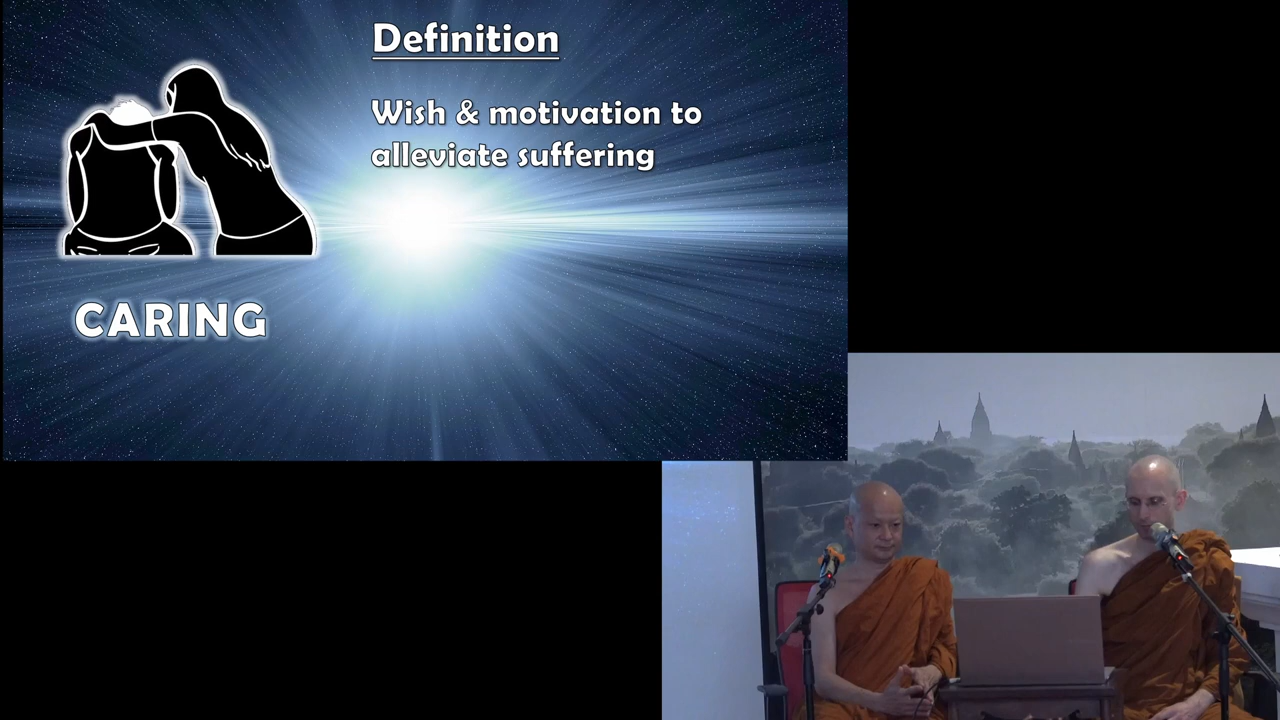 Definition
Wish & motivation to
alleviate suffering
CARING